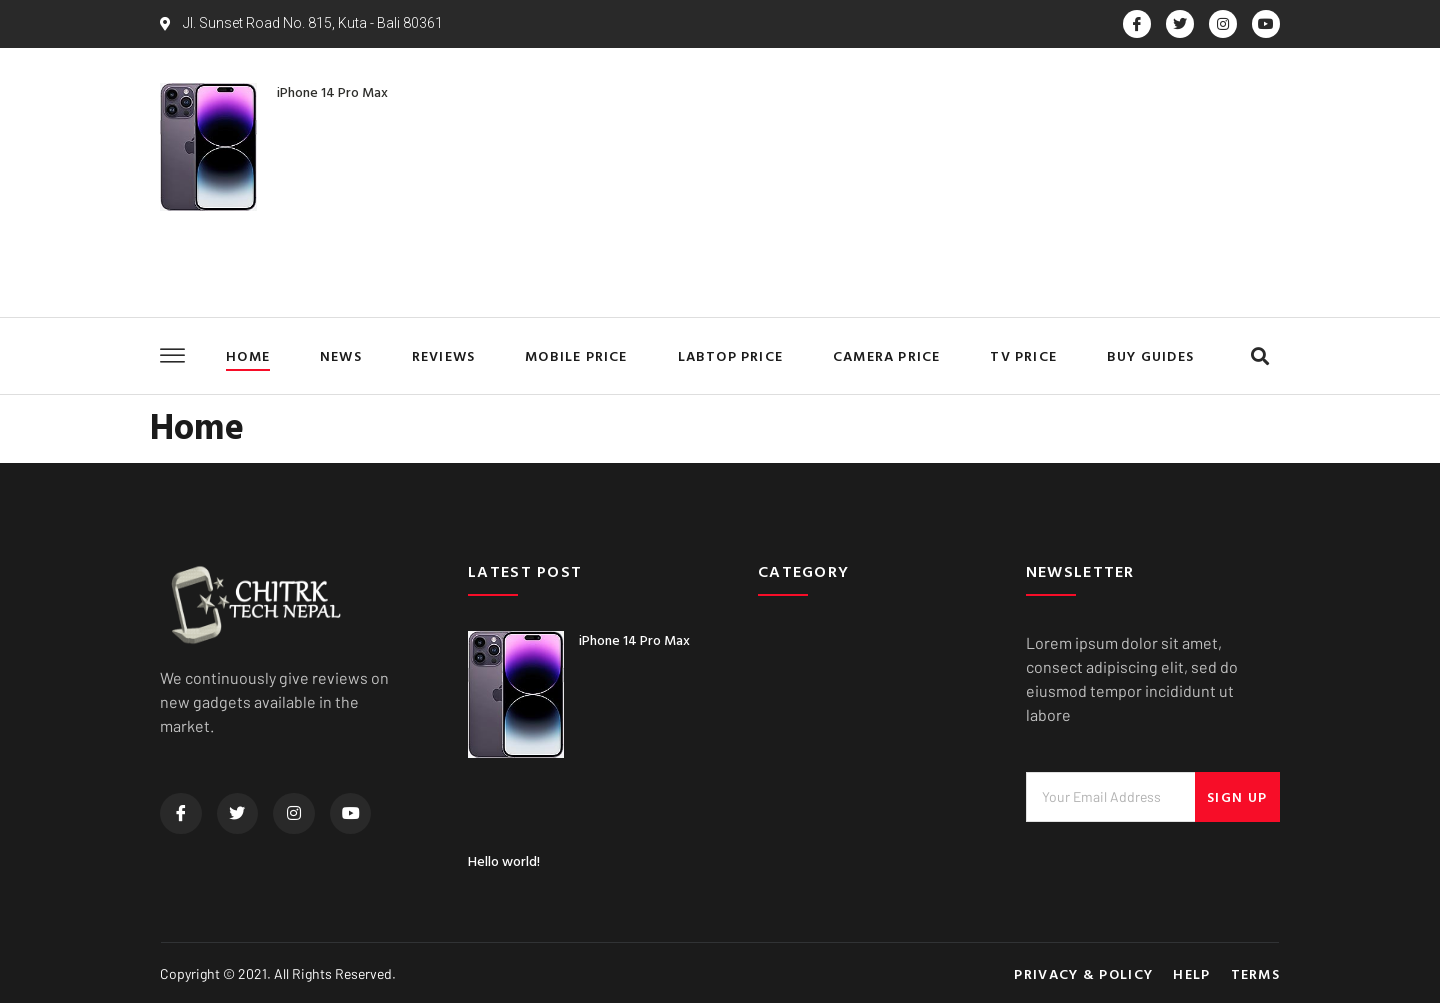 Jl. Sunset Road No. 815, Kuta - Bali 80361
iPhone 14 Pro Max
HOME
NEWS
REVIEWS
MOBILE PRICE
LABTOP PRICE
CAMERA PRICE
TV PRICE
BUY GUIDES
Home
CHITRK
TECH NEPAL
We continuously give reviews on
new gadgets available in the
market.
LATEST POST
iPhone 14 Pro Max
Hello world!
CATEGORY
NEWSLETTER
Lorem ipsum dolor sit amet,
consect adipiscing elit, sed do
eiusmod tempor incididunt ut
labore
Your Email Address
SIGN UP
Copyright © 2021. All Rights Reserved.
PRIVACY & POLICY
HELP
TERMS